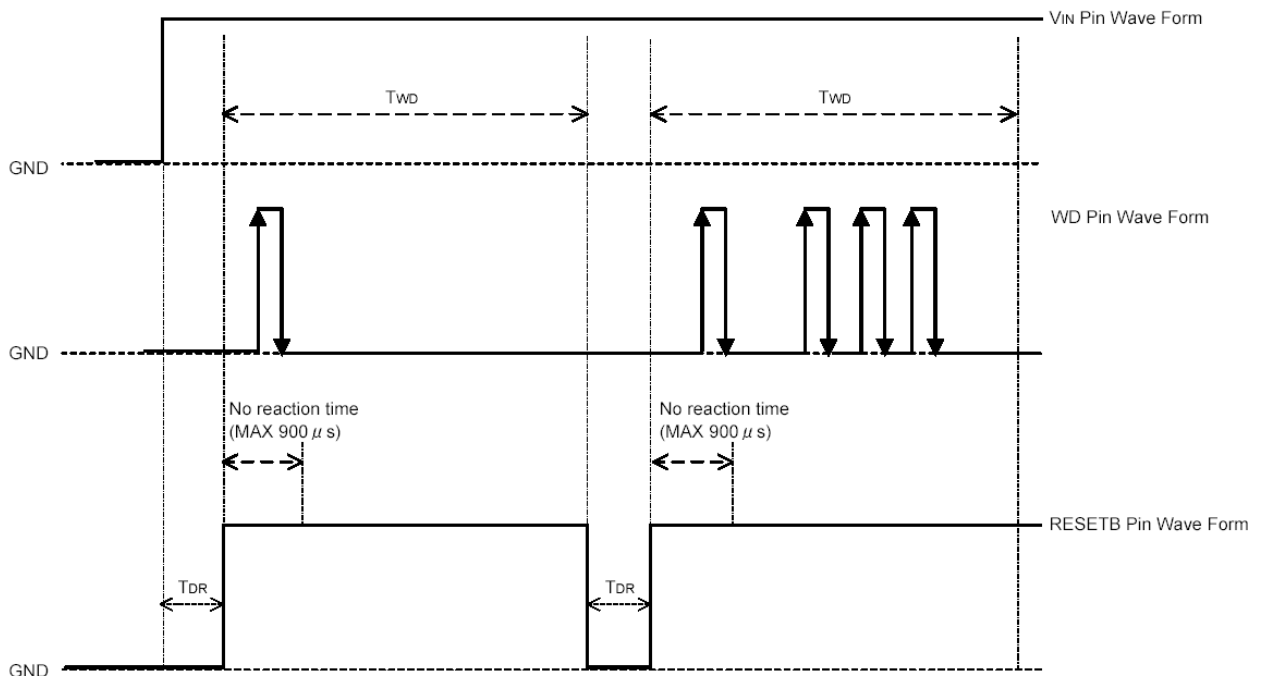 VIN Pin Wave Form
TWD
TWD
GND
WD Pin Wave Form
GND
No reaction time
(MAX 900 μ s)
No reaction time
(MAX 900 μ s)
RESETB Pin Wave Form
TDR
TDR
GND